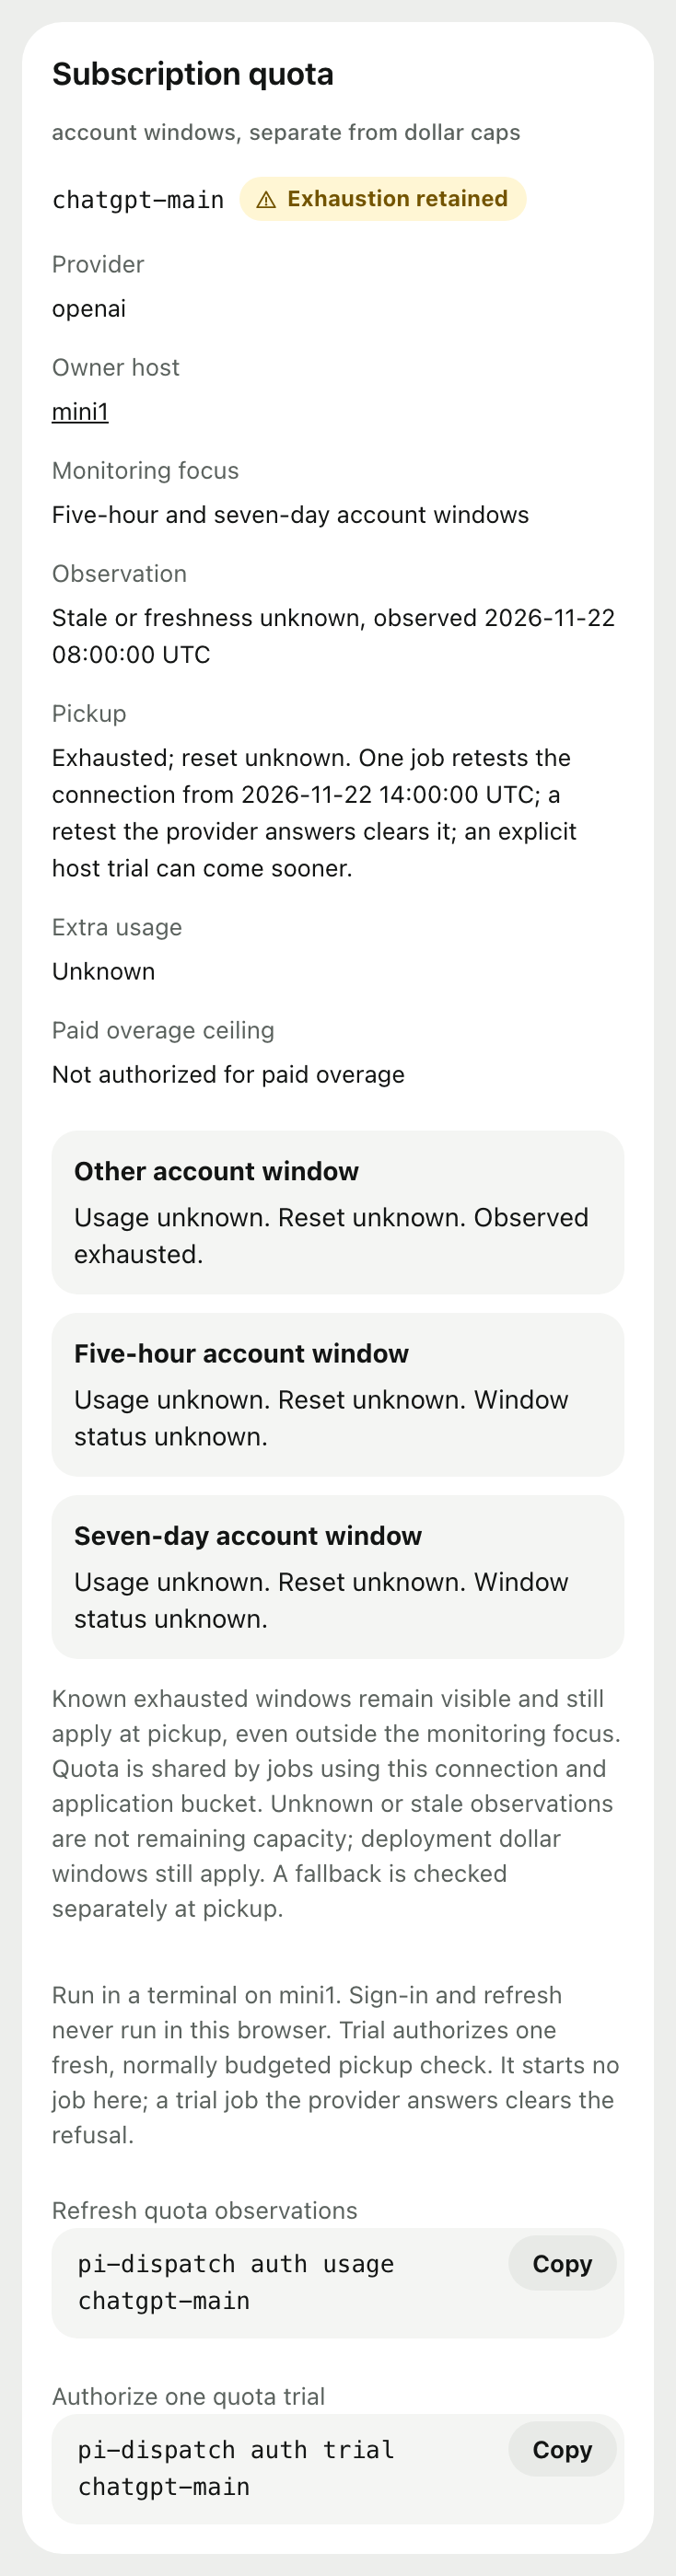 Subscription quota
account windows, separate from dollar caps
chatgpt-main
Exhaustion retained
Provider
openai
Owner host
mini1
Monitoring focus
Five-hour and seven-day account windows
Observation
Stale or freshness unknown, observed 2026-11-22
08:00:00 UTC
Pickup
Exhausted; reset unknown. One job retests the
connection from 2026-11-22 14:00:00 UTC; a
retest the provider answers clears it; an explicit
host trial can come sooner.
Extra usage
Unknown
Paid overage ceiling
Not authorized for paid overage
Other account window
Usage unknown. Reset unknown. Observed
exhausted.
Five-hour account window
Usage unknown. Reset unknown. Window
status unknown.
Seven-day account window
Usage unknown. Reset unknown. Window
status unknown.
Known exhausted windows remain visible and still
apply at pickup, even outside the monitoring focus.
Quota is shared by jobs using this connection and
application bucket. Unknown or stale observations
are not remaining capacity; deployment dollar
windows still apply. A fallback is checked
separately at pickup.
Run in a terminal on mini1. Sign-in and refresh
never run in this browser. Trial authorizes one
fresh, normally budgeted pickup check. It starts no
job here; a trial job the provider answers clears the
refusal.
Refresh quota observations
pi-dispatch auth usage
chatgpt-main
Copy
Authorize one quota trial
pi-dispatch auth trial
chatgpt-main
Copy